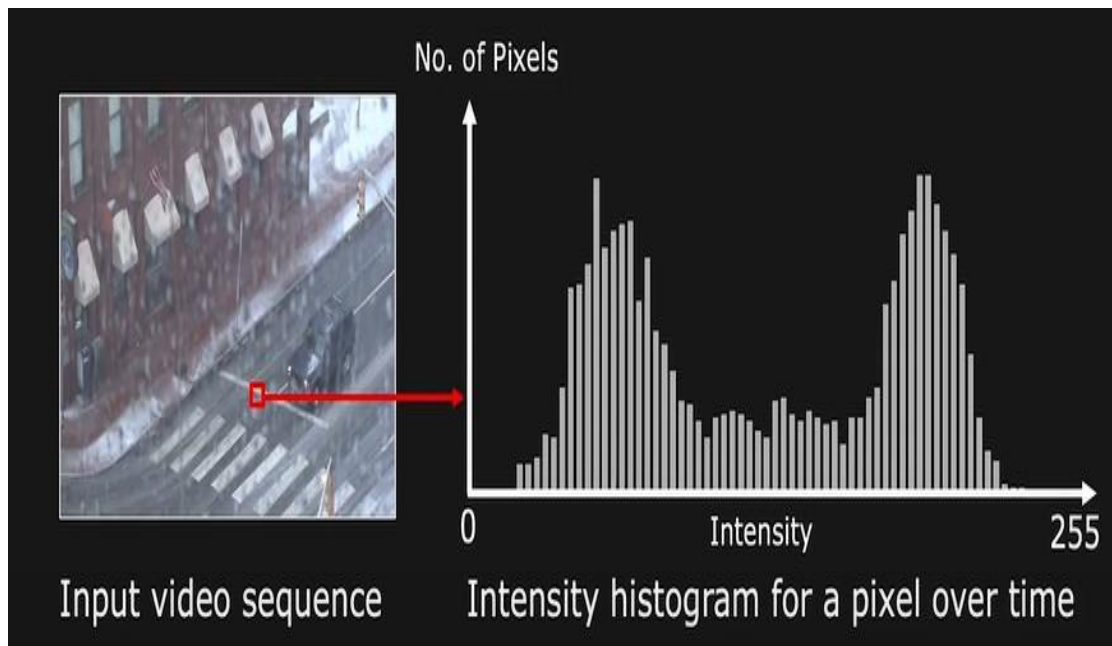 No. of Pixels
0
Intensity
255
Input video sequence
Intensity histogram for a pixel over time